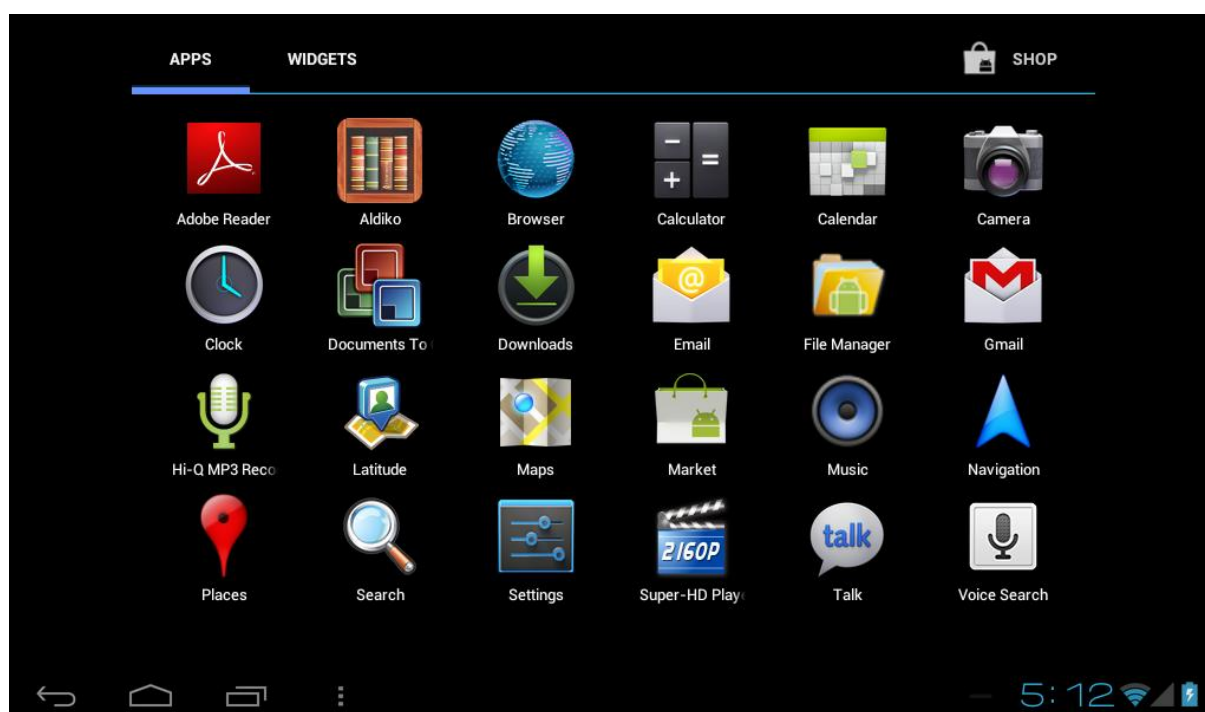 APPS WIDGETS SHOP
Adobe Reader Aldiko Browser Calculator Calendar Camera
Clock Documents To Downloads Email File Manager Gmail
Hi-Q MP3 Reco Latitude Maps Market Music Navigation
2160P talk
Places Search Settings Super-HD Play Talk Voice Search
5:12